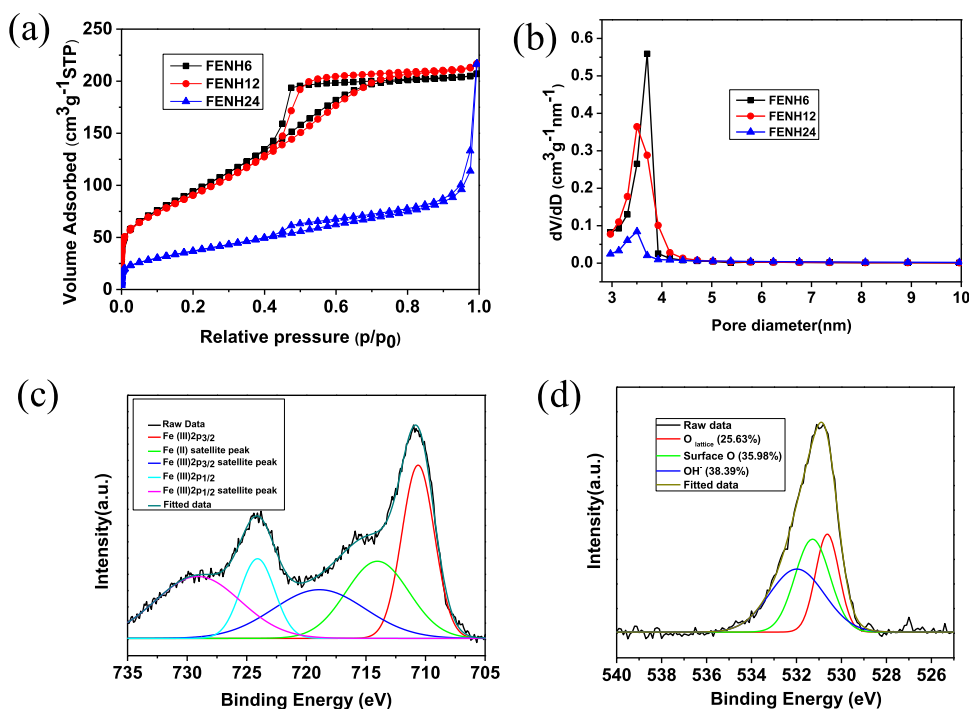 (a)
250
200
150
100
50
0
0.0 0.2 0.4 0.6 0.8 1.0
Volume Adsorbed (cm³g⁻¹STP)
Relative pressure (p/p₀)
FENH6
FENH12
FENH24
(b)
0.6
0.5
0.4
0.3
0.2
0.1
0.0
3 4 5 6 7 8 9 10
dV/dD (cm³g⁻¹nm⁻¹)
Pore diameter(nm)
FENH6
FENH12
FENH24
(c)
Raw Data
Fe (III)2p₃/₂
Fe (II) satellite peak
Fe (III)2p₃/₂ satellite peak
Fe (III)2p₁/₂
Fe (III)2p₁/₂ satellite peak
Fitted data
Intensity(a.u.)
735 730 725 720 715 710 705
Binding Energy (eV)
(d)
Raw data
O lattice (25.63%)
Surface O (35.98%)
OH⁻ (38.39%)
Fitted data
Intensity(a.u.)
540 538 536 534 532 530 528 526
Binding Energy (eV)